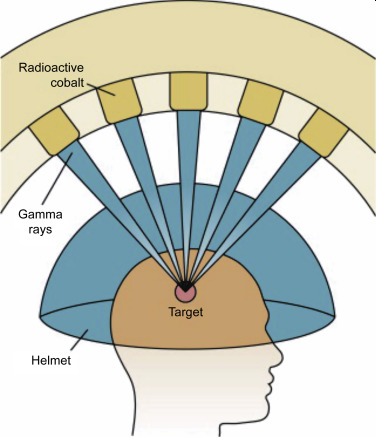 Radioactive
cobalt
Gamma
rays
Target
Helmet